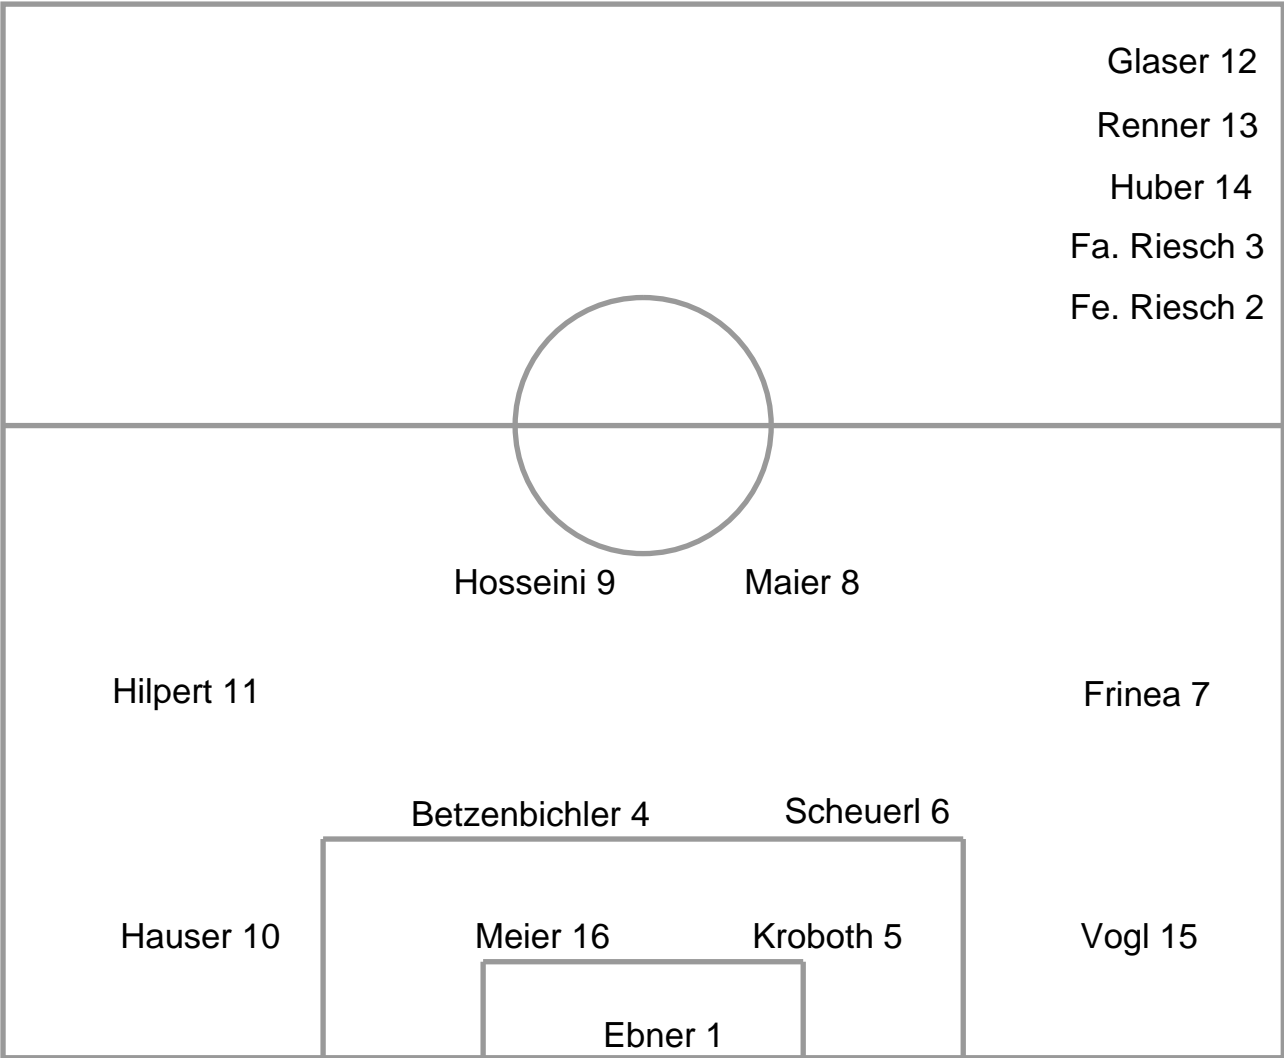 Glaser 12
Renner 13
Huber 14
Fa. Riesch 3
Fe. Riesch 2
Hosseini 9 Maier 8
Hilpert 11 Frinea 7
Betzenbichler 4 Scheuerl 6
Hauser 10 Meier 16 Kroboth 5 Vogl 15
Ebner 1